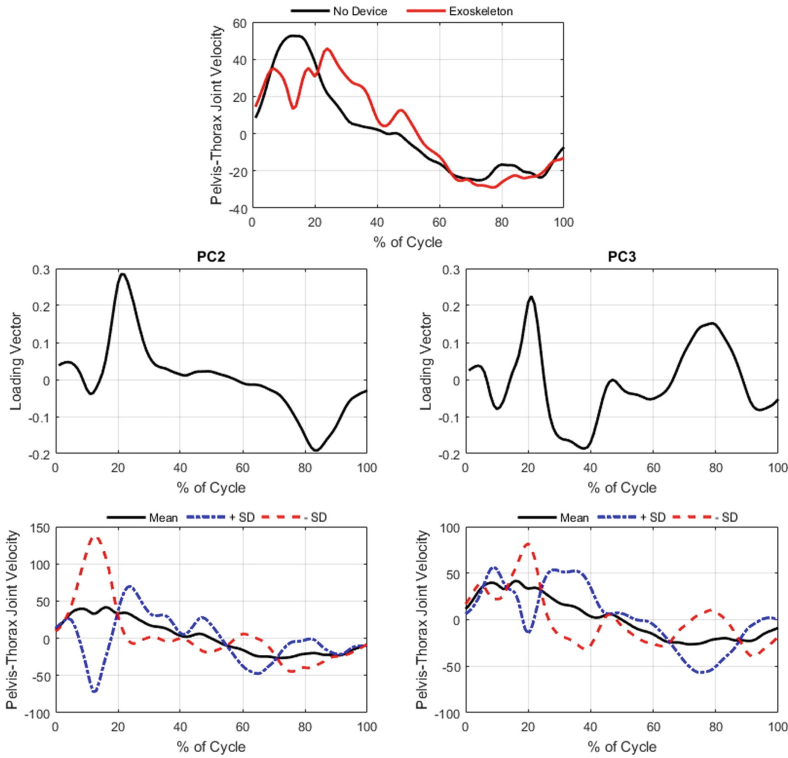 No Device Exoskeleton
Pelvis-Thorax Joint Velocity
60
40
20
0
-20
-40
0 20 40 60 80 100
% of Cycle
PC2
Loading Vector
0.3
0.2
0.1
0
-0.1
-0.2
0 20 40 60 80 100
% of Cycle
PC3
Loading Vector
0.3
0.2
0.1
0
-0.1
-0.2
0 20 40 60 80 100
% of Cycle
Mean + SD - SD
Pelvis-Thorax Joint Velocity
150
100
50
0
-50
-100
0 20 40 60 80 100
% of Cycle
Mean + SD - SD
Pelvis-Thorax Joint Velocity
100
50
0
-50
-100
0 20 40 60 80 100
% of Cycle